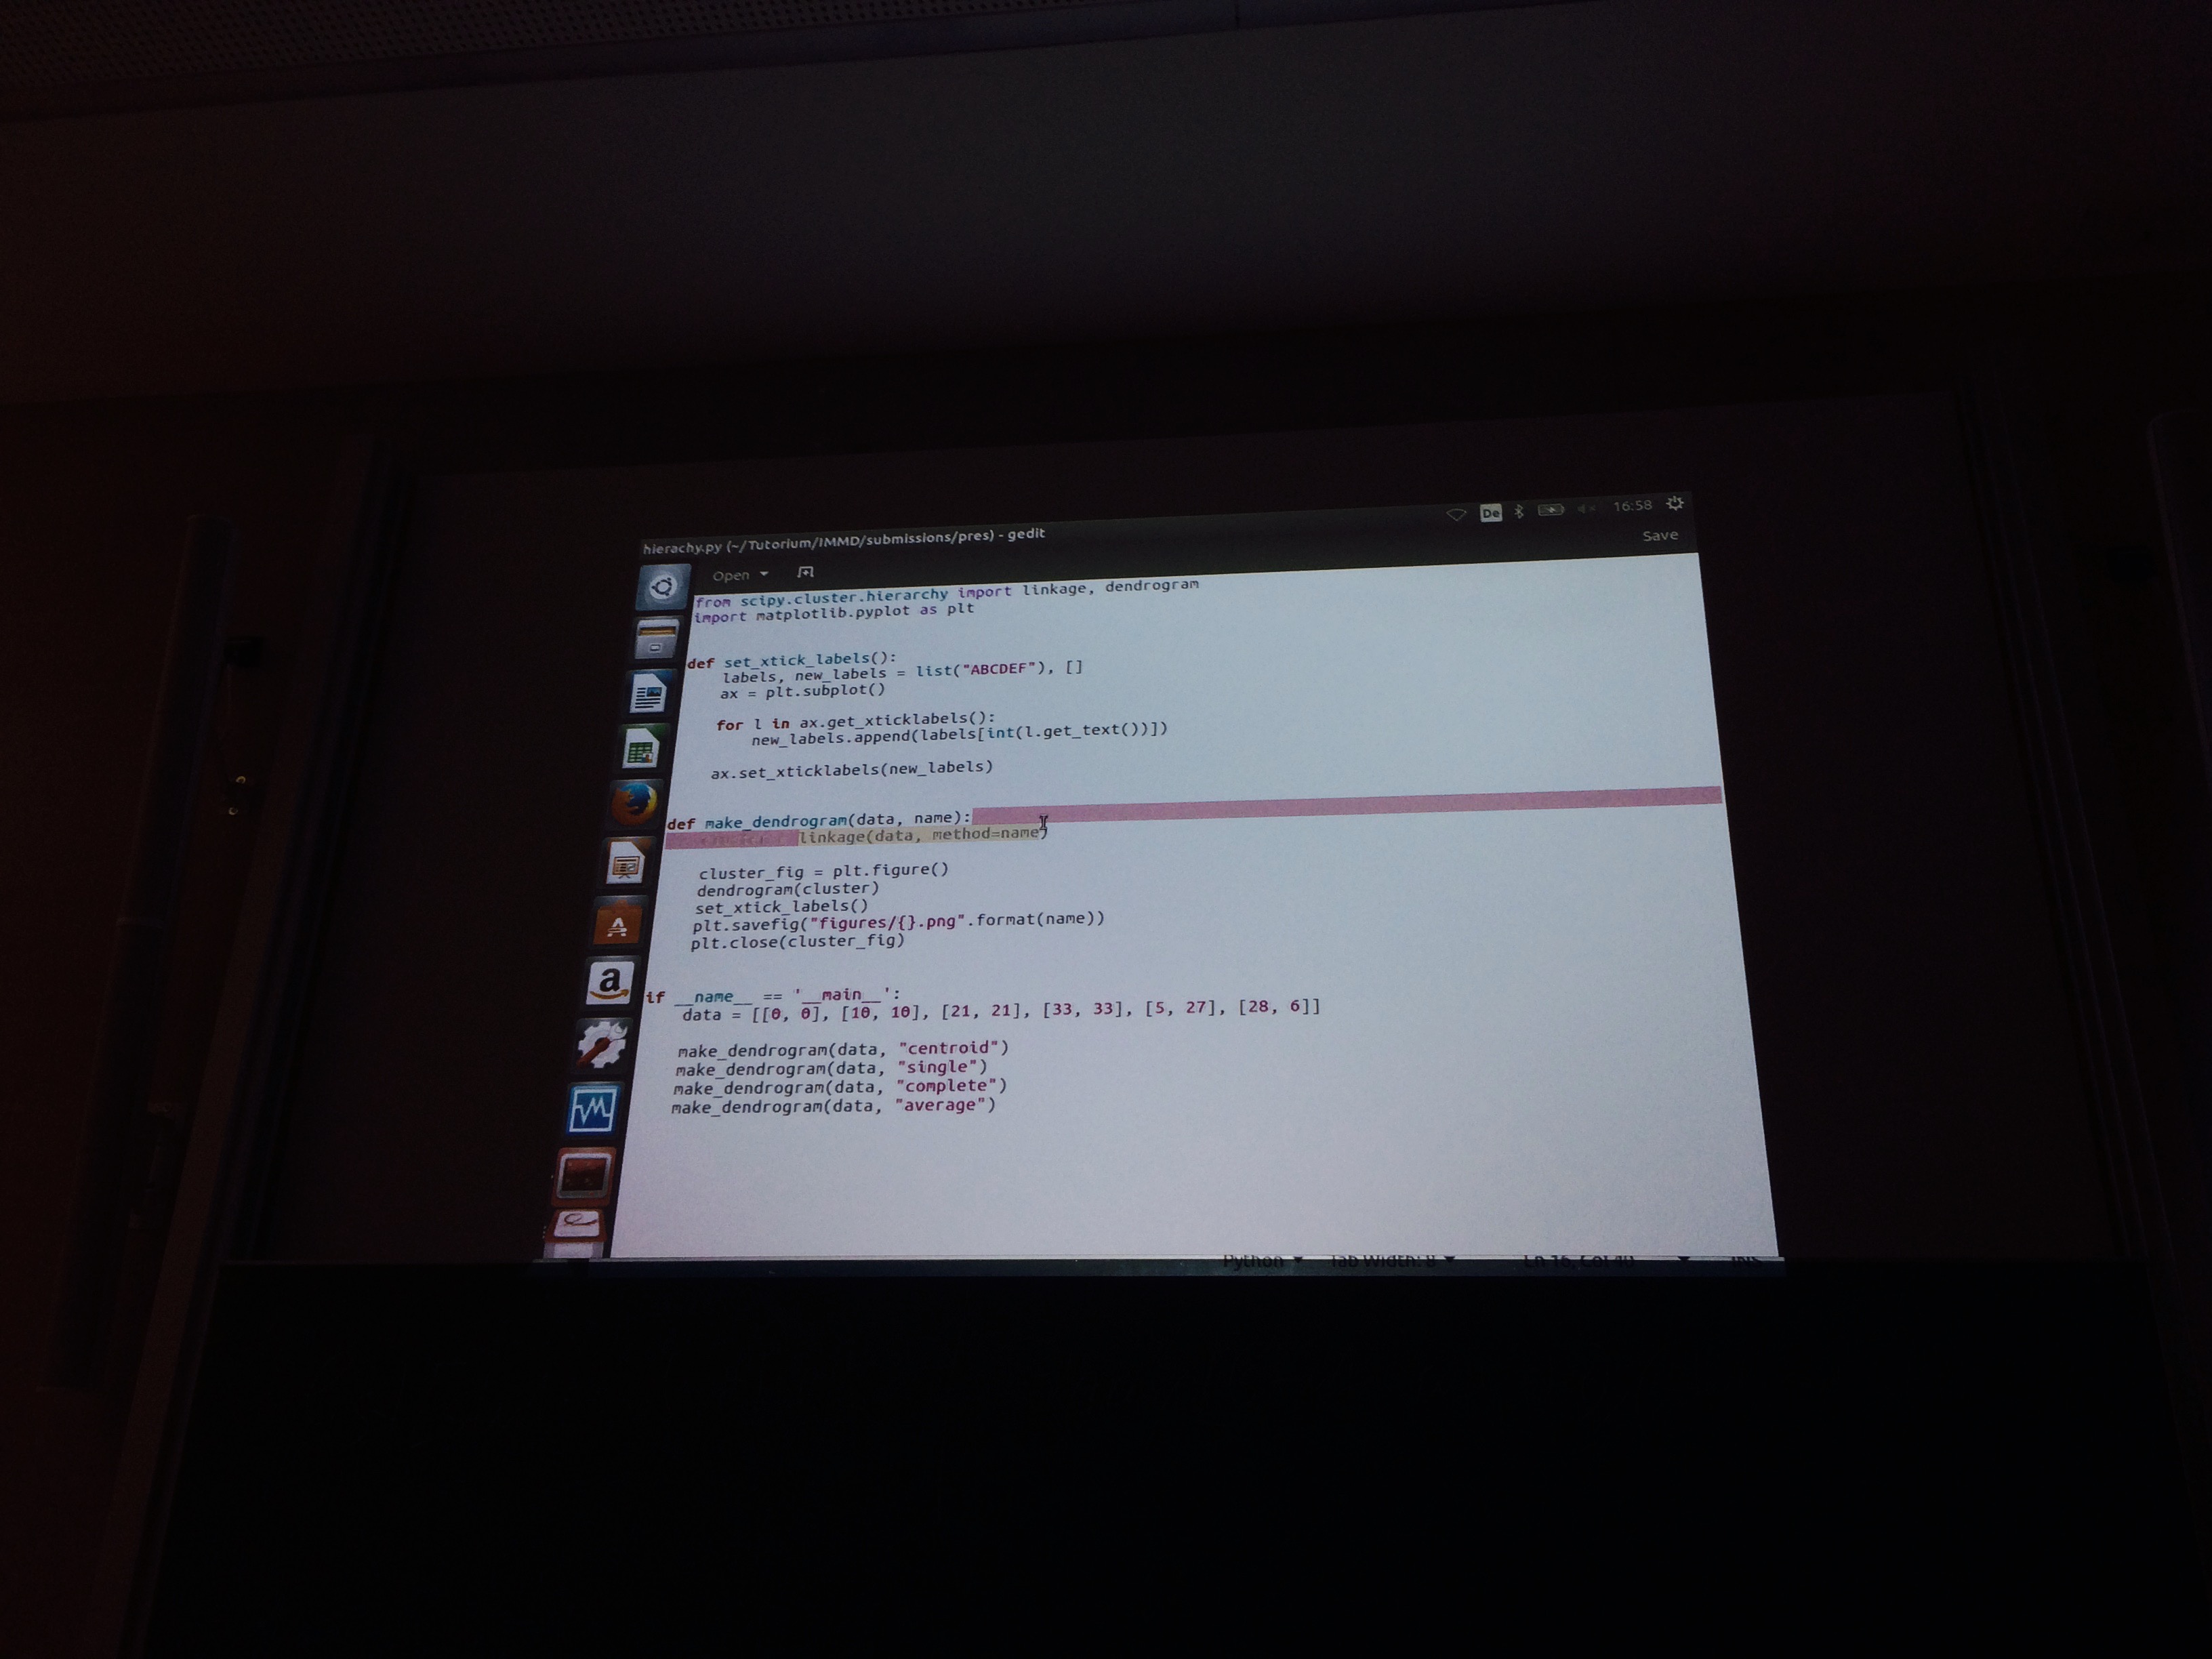 De 16:58
hierachy.py (~/Tutorium/IMMD/submissions/pres) - gedit
Open Save
from scipy.cluster.hierarchy import linkage, dendrogram
import matplotlib.pyplot as plt
def set_xtick_labels():
labels, new_labels = list("ABCDEF"), []
ax = plt.subplot()
for l in ax.get_xticklabels():
new_labels.append(labels[int(l.get_text())])
ax.set_xticklabels(new_labels)
def make_dendrogram(data, name):
linkage(data, method=name)
cluster_fig = plt.figure()
dendrogram(cluster)
set_xtick_labels()
plt.savefig("figures/{}.png".format(name))
plt.close(cluster_fig)
if __name__ == '__main__':
data = [[0, 0], [10, 10], [21, 21], [33, 33], [5, 27], [28, 6]]
make_dendrogram(data, "centroid")
make_dendrogram(data, "single")
make_dendrogram(data, "complete")
make_dendrogram(data, "average")
Python Tab Width: 8 Ln 16, Col 40